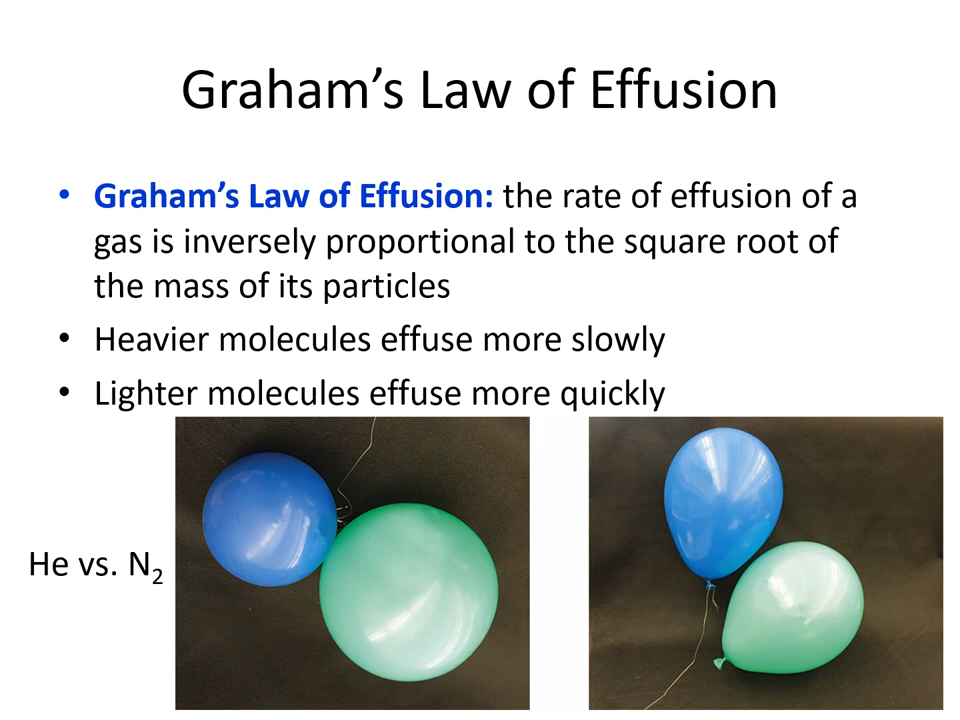 Graham’s Law of Effusion
• Graham’s Law of Effusion: the rate of effusion of a
gas is inversely proportional to the square root of
the mass of its particles
• Heavier molecules effuse more slowly
• Lighter molecules effuse more quickly
He vs. N₂